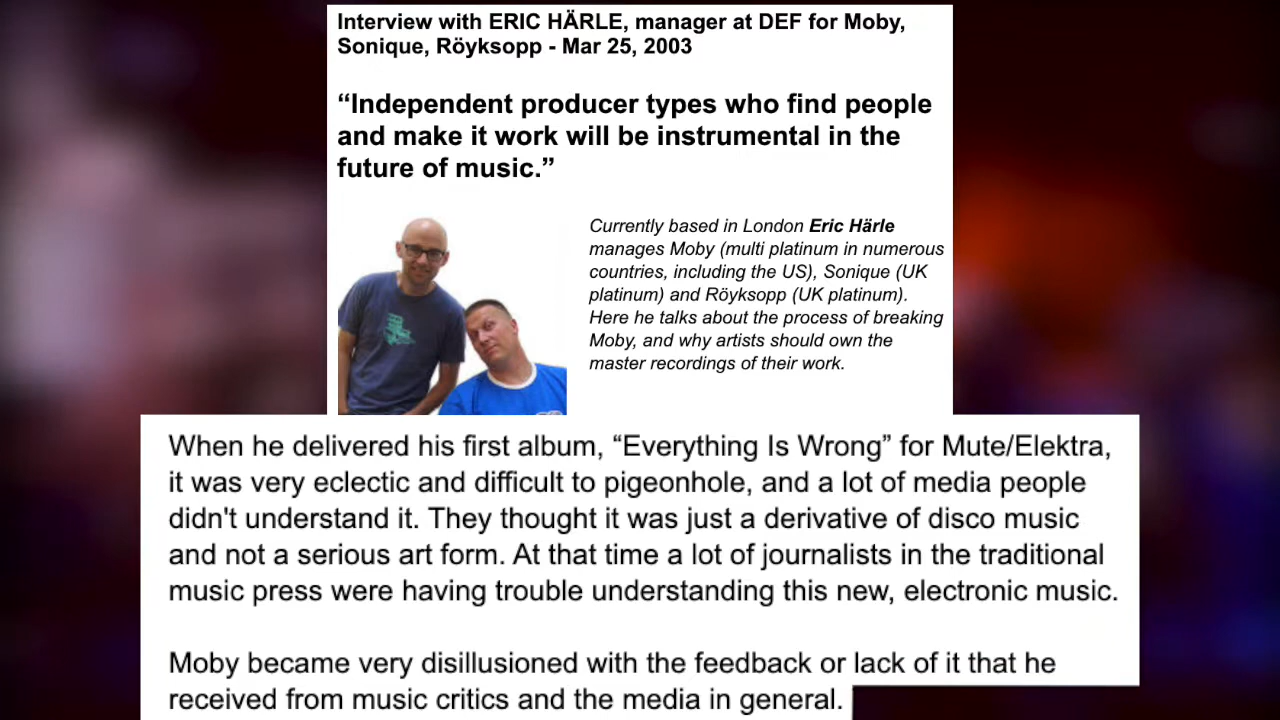 Interview with ERIC HÄRLE, manager at DEF for Moby,
Sonique, Röyksopp - Mar 25, 2003
“Independent producer types who find people
and make it work will be instrumental in the
future of music.”
Currently based in London Eric Härle
manages Moby (multi platinum in numerous
countries, including the US), Sonique (UK
platinum) and Röyksopp (UK platinum).
Here he talks about the process of breaking
Moby, and why artists should own the
master recordings of their work.
When he delivered his first album, “Everything Is Wrong” for Mute/Elektra,
it was very eclectic and difficult to pigeonhole, and a lot of media people
didn't understand it. They thought it was just a derivative of disco music
and not a serious art form. At that time a lot of journalists in the traditional
music press were having trouble understanding this new, electronic music.
Moby became very disillusioned with the feedback or lack of it that he
received from music critics and the media in general.